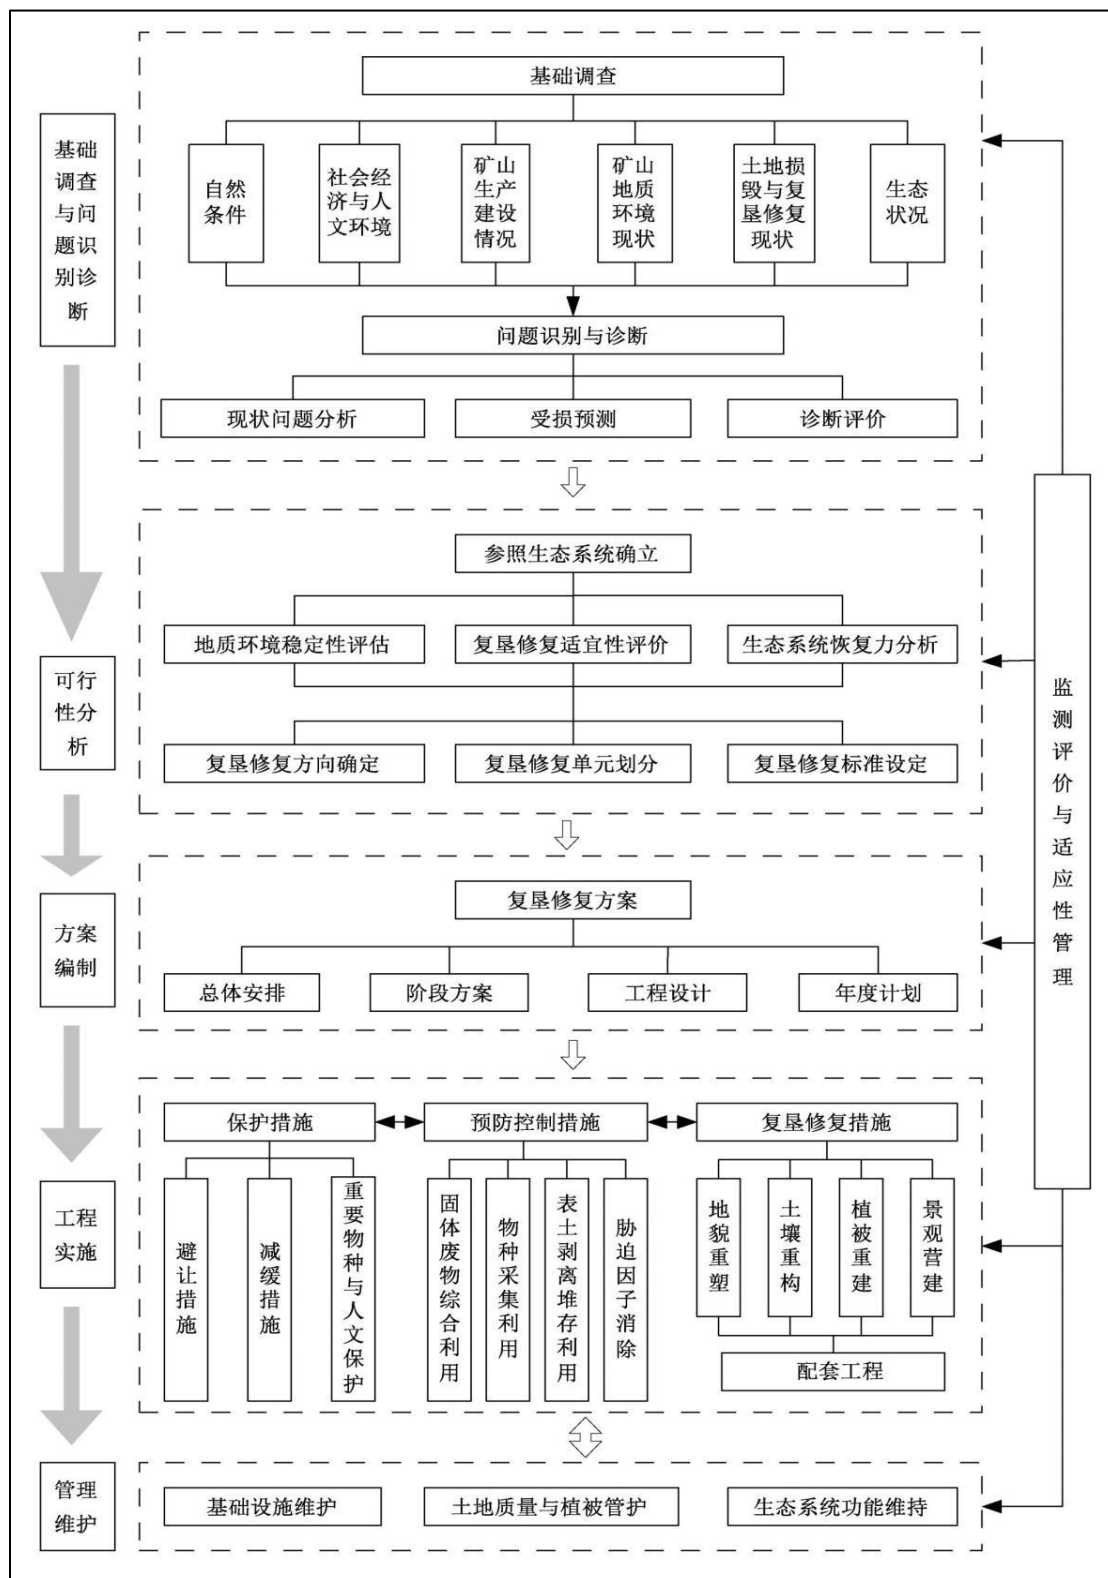 基础调查
基础
调查
与问
题识
别诊
断
自然
条件
社会经
济与人
文环境
矿山
生产
建设
情况
矿山
地质
环境
现状
土地损
毁与复
垦修复
现状
生态
状况
问题识别与诊断
现状问题分析
受损预测
诊断评价
参照生态系统确立
地质环境稳定性评估
复垦修复适宜性评价
生态系统恢复力分析
可行
性分
析
复垦修复方向确定
复垦修复单元划分
复垦修复标准设定
监测评价与适应性管理
复垦修复方案
方案
编制
总体安排
阶段方案
工程设计
年度计划
保护措施
预防控制措施
复垦修复措施
工程
实施
避让措施
减缓措施
重要物种与人文保护
固体废物综合利用
物种采集利用
表土剥离堆存利用
胁迫因子消除
地貌重塑
土壤重构
植被重建
景观营建
配套工程
管理
维护
基础设施维护
土地质量与植被管护
生态系统功能维持